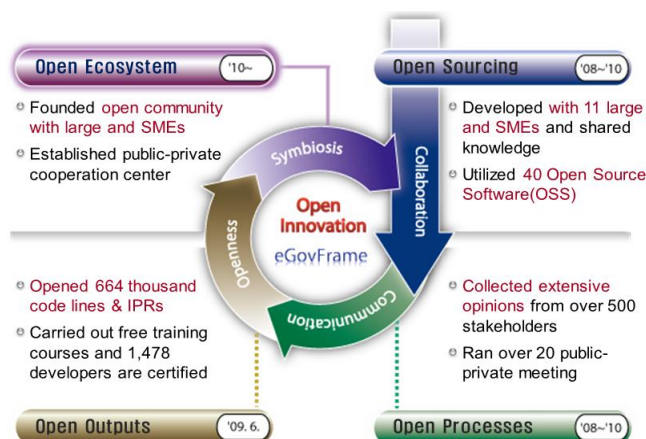 Open Ecosystem
'10~
Founded open community
with large and SMEs
Established public-private
cooperation center
Open Sourcing
'08~'10
Developed with 11 large
and SMEs and shared
knowledge
Utilized 40 Open Source
Software(OSS)
Symbiosis
Collaboration
Communication
Openness
Open
Innovation
eGovFrame
Opened 664 thousand
code lines & IPRs
Carried out free training
courses and 1,478
developers are certified
Open Outputs
'09. 6.
Collected extensive
opinions from over 500
stakeholders
Ran over 20 public-
private meeting
Open Processes
'08~'10